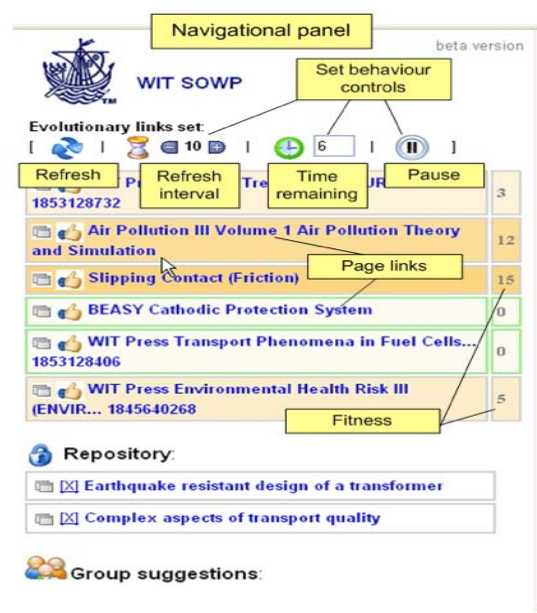 Navigational panel
beta version
WIT SOWP
TM
Set behaviour
controls
Evolutionary links set:
[ | 10 | 6 | ]
Refresh
Refresh
interval
Time
remaining
Pause
1853128732
3
Air Pollution III Volume 1 Air Pollution Theory
and Simulation
12
Page links
Slipping Contact (Friction)
15
BEASY Cathodic Protection System
0
WIT Press Transport Phenomena in Fuel Cells...
1853128406
0
WIT Press Environmental Health Risk III
(ENVIR... 1845640268
5
Fitness
Repository:
[X] Earthquake resistant design of a transformer
[X] Complex aspects of transport quality
Group suggestions: